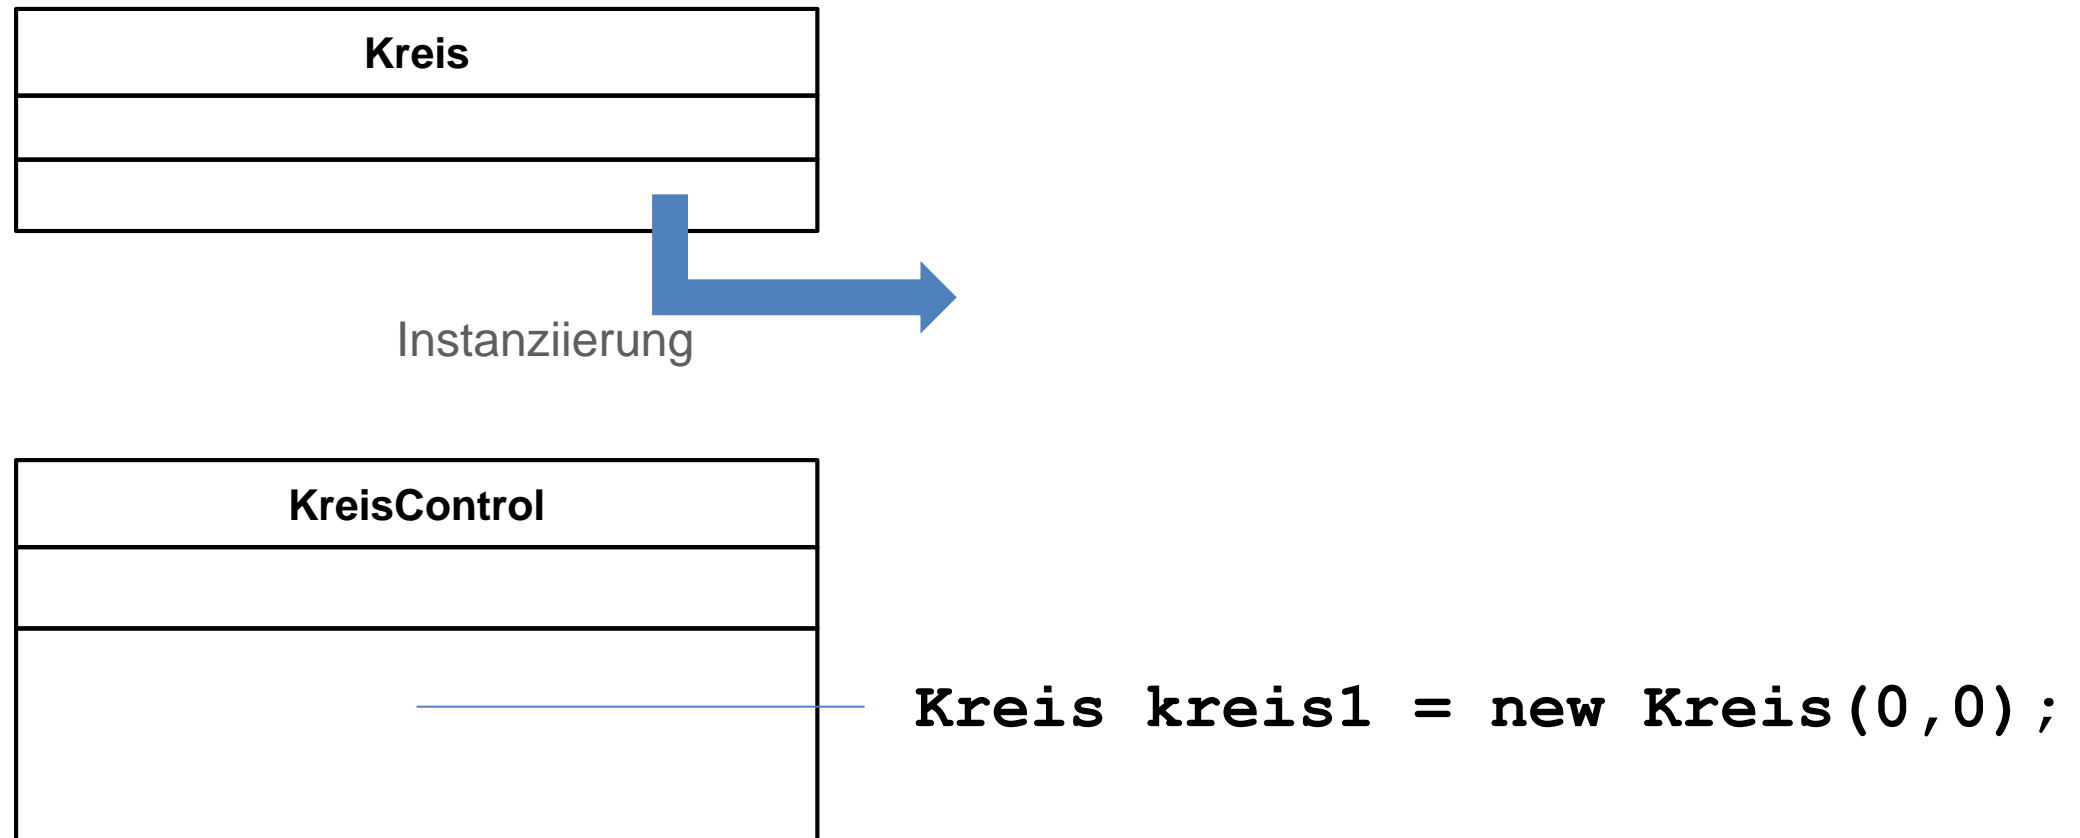 Kreis
Instanziierung
KreisControl
Kreis kreis1 = new Kreis(0,0);